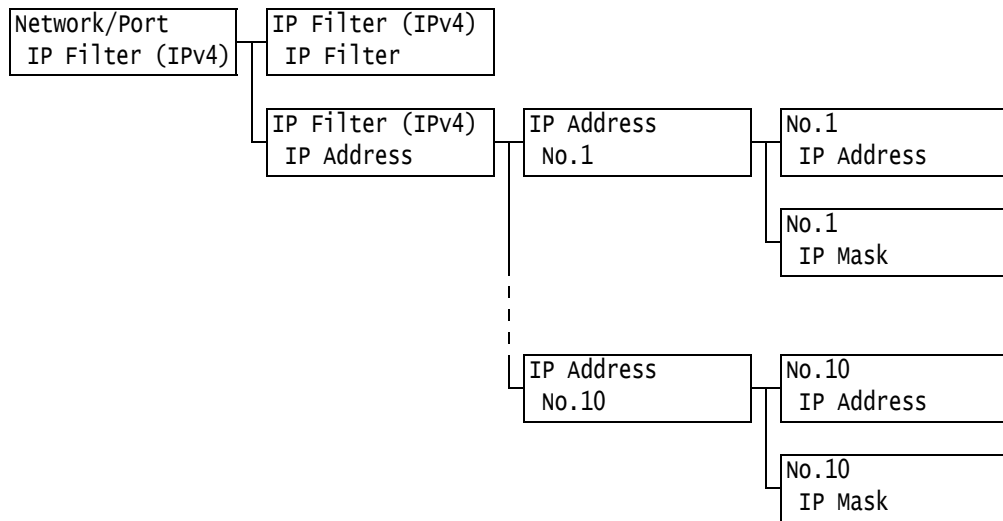 Network/Port
IP Filter (IPv4)
IP Filter (IPv4)
IP Filter
IP Filter (IPv4)
IP Address
IP Address
No.1
No.1
IP Address
No.1
IP Mask
IP Address
No.10
No.10
IP Address
No.10
IP Mask